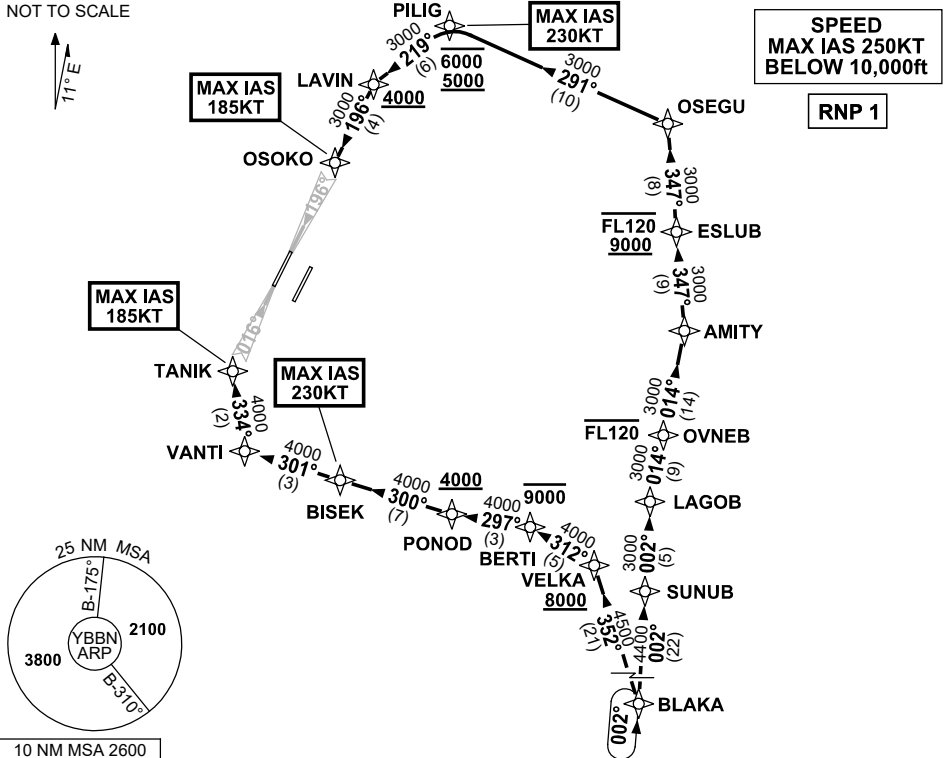 NOT TO SCALE
11° E
SPEED
MAX IAS 250KT
BELOW 10,000ft
RNP 1
PILIG
MAX IAS
230KT
6000
5000
3000
219°
(6)
3000
291°
(10)
LAVIN
4000
MAX IAS
185KT
3000
196°
(4)
OSOKO
196°
OSEGU
3000
347°
(8)
FL120
9000
ESLUB
3000
347°
(9)
AMITY
3000
014°
(14)
FL120
OVNEB
3000
014°
(9)
LAGOB
3000
002°
(5)
SUNUB
4400
002°
(22)
BLAKA
002°
016°
MAX IAS
185KT
TANIK
4000
334°
(2)
VANTI
MAX IAS
230KT
4000
301°
(3)
BISEK
4000
300°
(7)
4000
PONOD
4000
297°
(3)
9000
BERTI
4000
312°
(5)
VELKA
8000
4500
352°
(21)
25 NM MSA
B-175°
YBBN
ARP
2100
3800
B-310°
10 NM MSA 2600